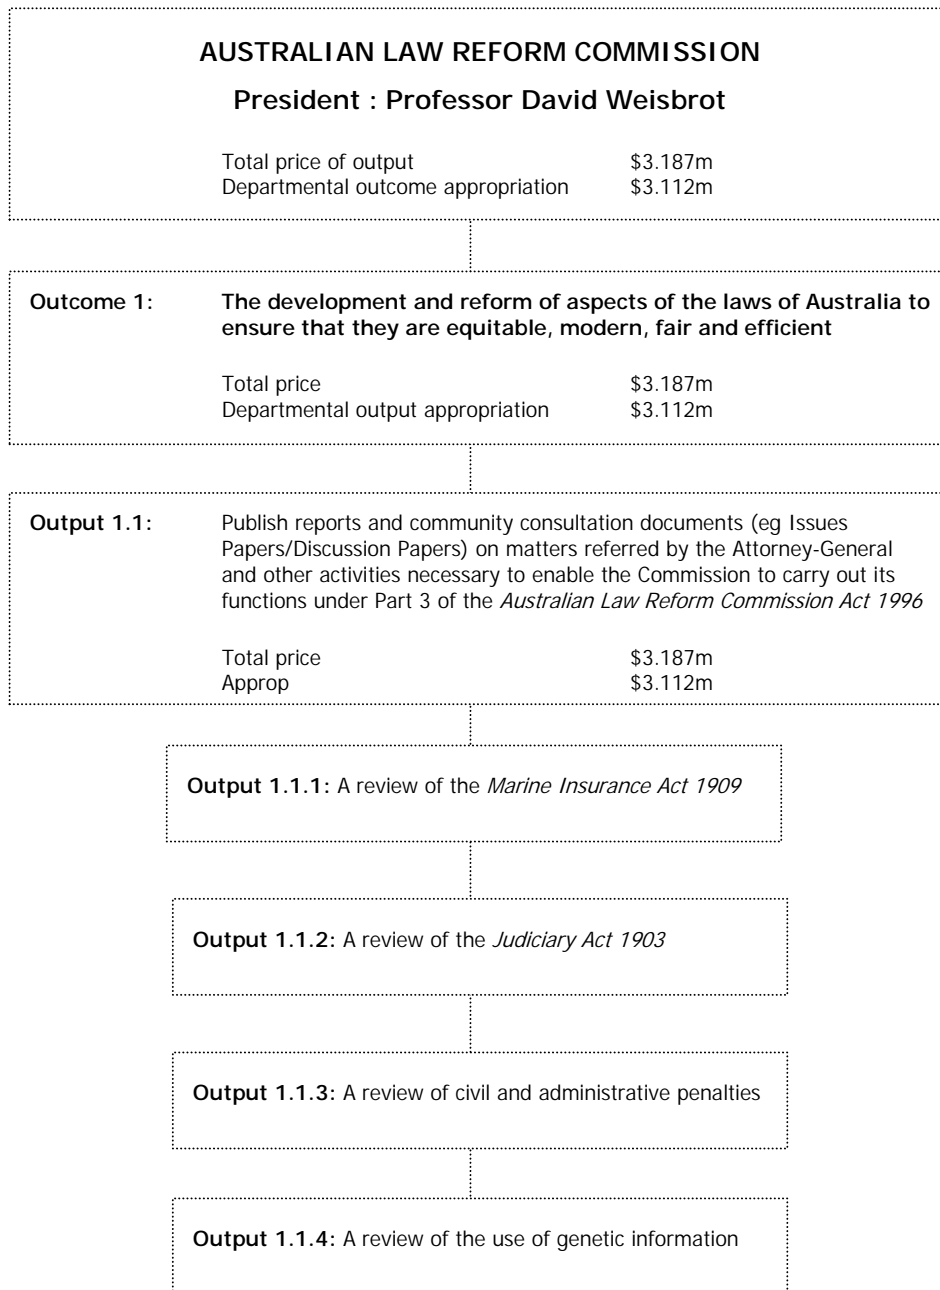 AUSTRALIAN LAW REFORM COMMISSION
President : Professor David Weisbrot
Total price of output $3.187m
Departmental outcome appropriation $3.112m
Outcome 1: The development and reform of aspects of the laws of Australia to
ensure that they are equitable, modern, fair and efficient
Total price $3.187m
Departmental output appropriation $3.112m
Output 1.1: Publish reports and community consultation documents (eg Issues
Papers/Discussion Papers) on matters referred by the Attorney-General
and other activities necessary to enable the Commission to carry out its
functions under Part 3 of the Australian Law Reform Commission Act 1996
Total price $3.187m
Approp $3.112m
Output 1.1.1: A review of the Marine Insurance Act 1909
Output 1.1.2: A review of the Judiciary Act 1903
Output 1.1.3: A review of civil and administrative penalties
Output 1.1.4: A review of the use of genetic information